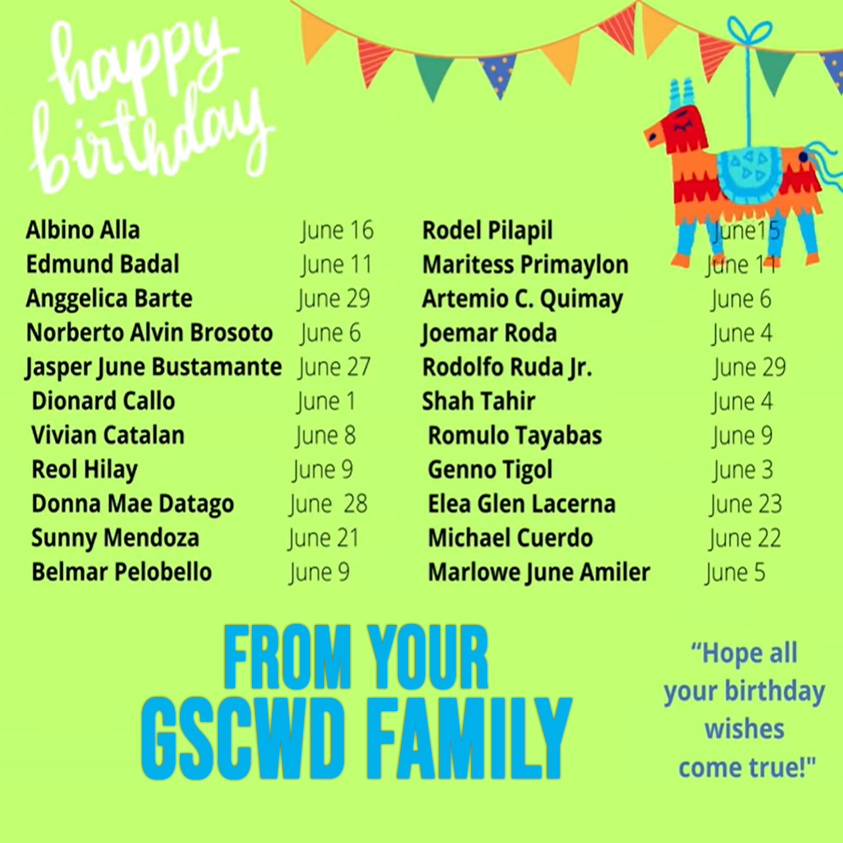 happy
birthday
Albino Alla June 16
Edmund Badal June 11
Anggelica Barte June 29
Norberto Alvin Brosoto June 6
Jasper June Bustamante June 27
Dionard Callo June 1
Vivian Catalan June 8
Reol Hilay June 9
Donna Mae Datago June 28
Sunny Mendoza June 21
Belmar Pelobello June 9
Rodel Pilapil June15
Maritess Primaylon June 11
Artemio C. Quimay June 6
Joemar Roda June 4
Rodolfo Ruda Jr. June 29
Shah Tahir June 4
Romulo Tayabas June 9
Genno Tigol June 3
Elea Glen Lacerna June 23
Michael Cuerdo June 22
Marlowe June Amiler June 5
FROM YOUR
GSCWD FAMILY
“Hope all
your birthday
wishes
come true!"